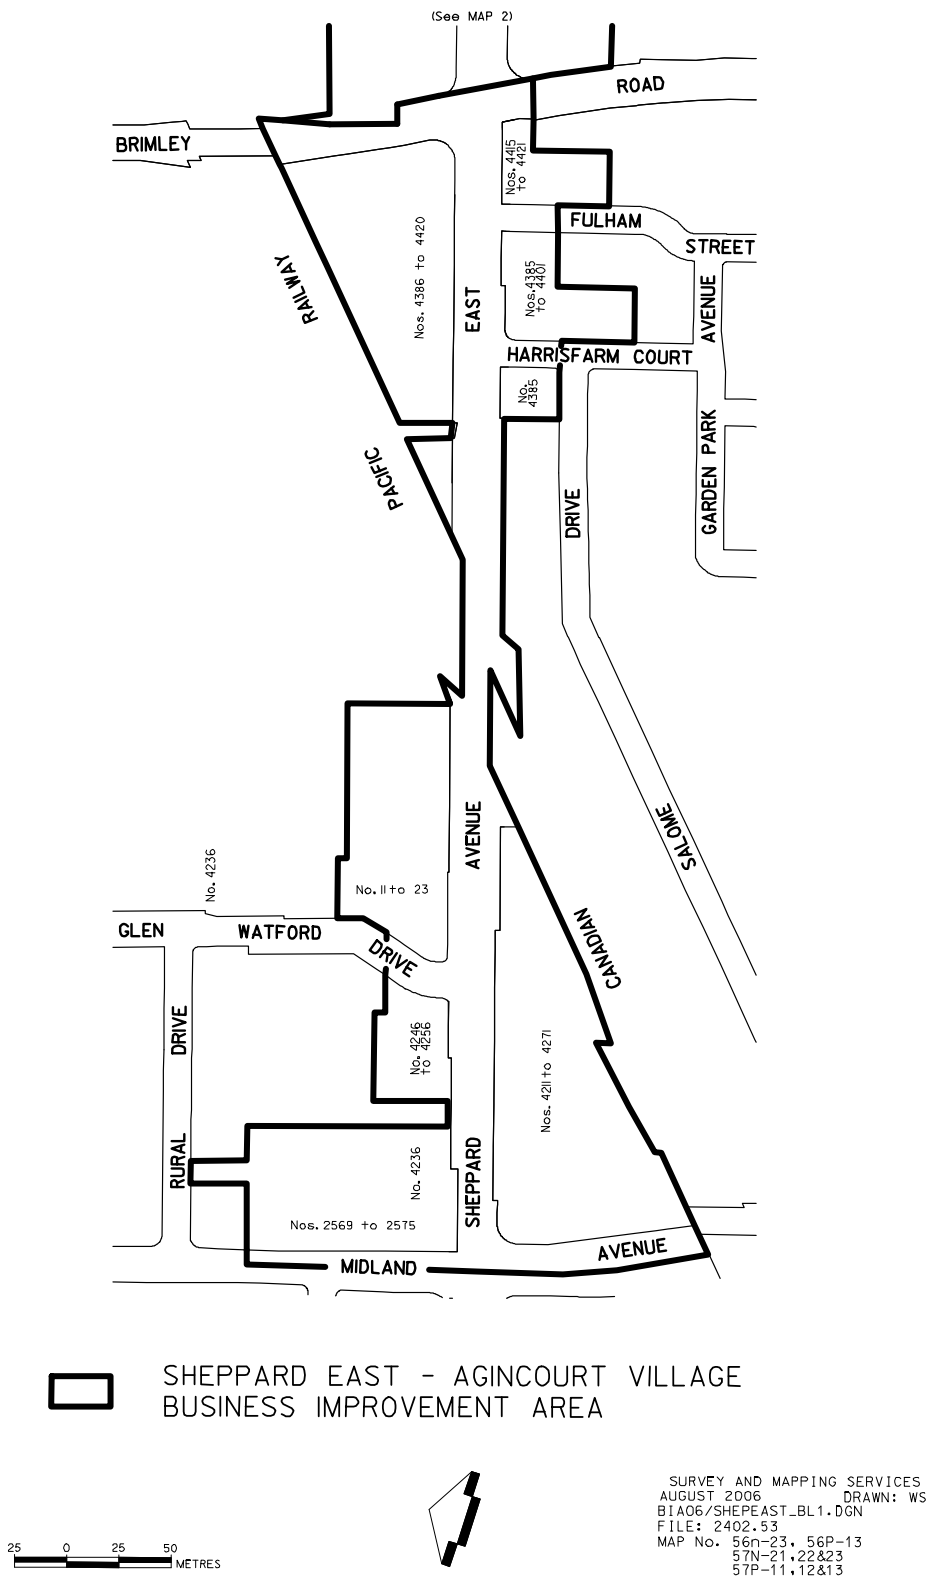 (See MAP 2)
ROAD
BRIMLEY
Nos. 4415
to 4421
FULHAM
STREET
Nos. 4386 to 4420
RAILWAY
EAST
Nos. 4385
to 4401
AVENUE
HARRISFARM COURT
No.
4385
PACIFIC
DRIVE
GARDEN PARK
AVENUE
SALOME
No. 4236
No. 11 to 23
GLEN
WATFORD
DRIVE
CANADIAN
DRIVE
No. 4246
to 4256
Nos. 4211 to 4271
RURAL
No. 4236
SHEPPARD
Nos. 2569 to 2575
AVENUE
MIDLAND
SHEPPARD EAST - AGINCOURT VILLAGE
BUSINESS IMPROVEMENT AREA
SURVEY AND MAPPING SERVICES
AUGUST 2006 DRAWN: WS
BIA06/SHEPEAST_BL1.DGN
FILE: 2402.53
MAP No. 56n-23, 56P-13
57N-21,22&23
57P-11,12&13
25 0 25 50
METRES